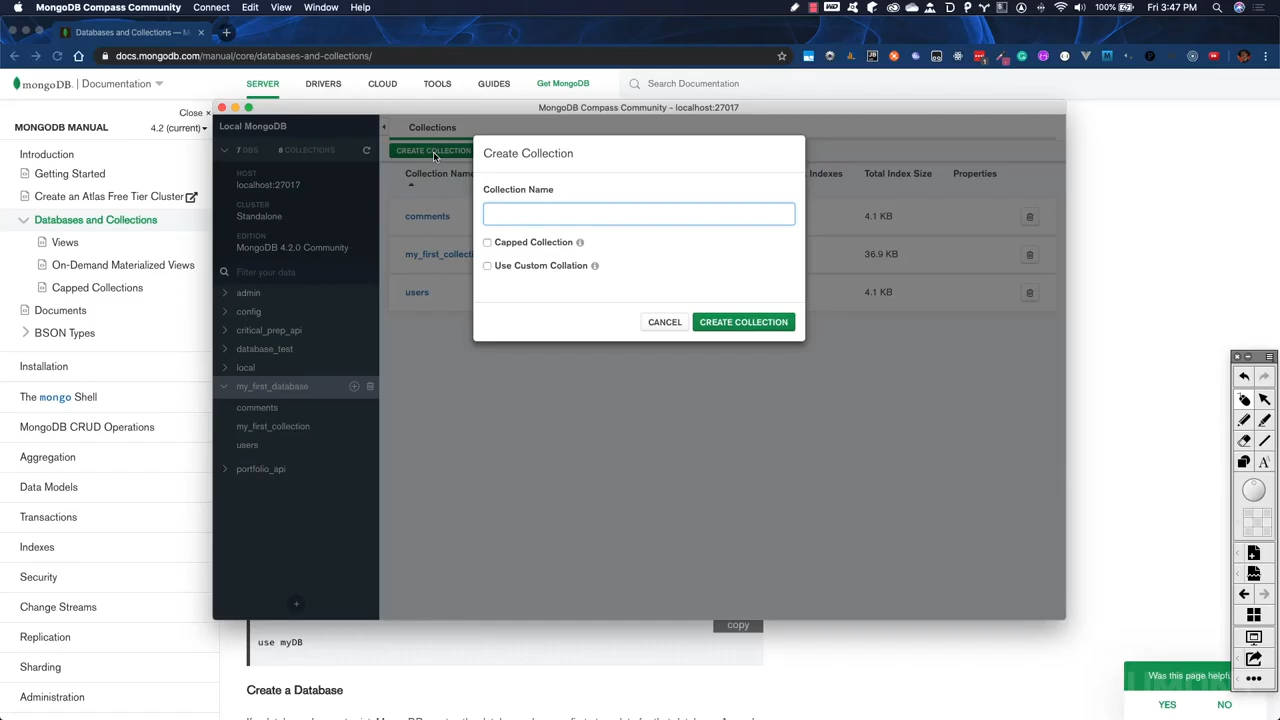 MongoDB Compass Community Connect Edit View Window Help
100% Fri 3:47 PM
Databases and Collections — M
docs.mongodb.com/manual/core/databases-and-collections/
mongoDB. | Documentation
SERVER DRIVERS CLOUD TOOLS GUIDES Get MongoDB
Search Documentation
Close ×
MONGODB MANUAL
4.2 (current)
Introduction
Getting Started
Create an Atlas Free Tier Cluster
Databases and Collections
Views
On-Demand Materialized Views
Capped Collections
Documents
BSON Types
Installation
The mongo Shell
MongoDB CRUD Operations
Aggregation
Data Models
Transactions
Indexes
Security
Change Streams
Replication
Sharding
Administration
MongoDB Compass Community - localhost:27017
Local MongoDB
7 DBS 8 COLLECTIONS
HOST
localhost:27017
CLUSTER
Standalone
EDITION
MongoDB 4.2.0 Community
Filter your data
admin
config
critical_prep_api
database_test
local
my_first_database
comments
my_first_collection
users
portfolio_api
Collections
CREATE COLLECTION
Collection Name
Indexes
Total Index Size
Properties
comments
4.1 KB
my_first_collecti
36.9 KB
users
4.1 KB
Create Collection
Collection Name
Capped Collection
Use Custom Collation
CANCEL
CREATE COLLECTION
copy
use myDB
Create a Database
Was this page helpfu
YES NO